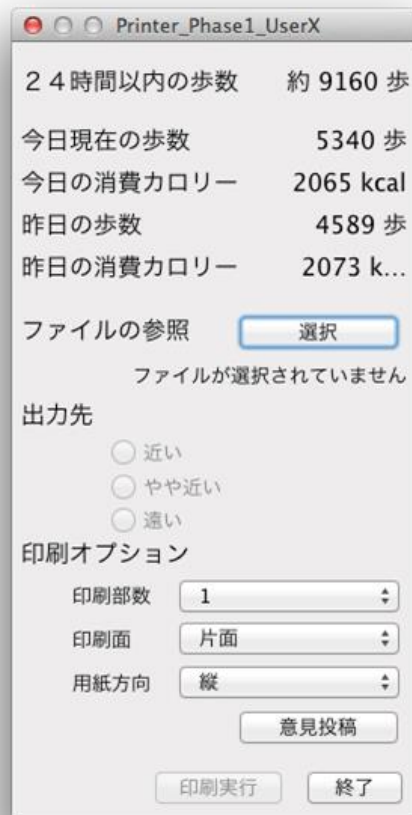 Printer_Phase1_UserX
２４時間以内の歩数 約 9160 歩
今日現在の歩数 5340 歩
今日の消費カロリー 2065 kcal
昨日の歩数 4589 歩
昨日の消費カロリー 2073 k...
ファイルの参照 選択
ファイルが選択されていません
出力先
近い
やや近い
遠い
印刷オプション
印刷部数 1
印刷面 片面
用紙方向 縦
意見投稿
印刷実行 終了